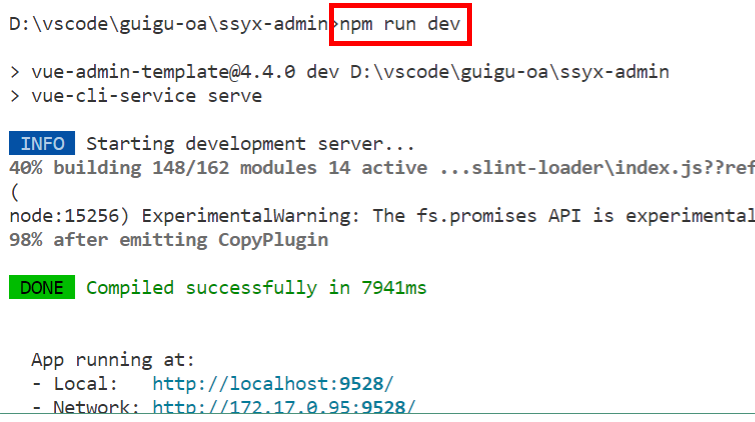 D:\vscode\guigu-oa\ssyx-admin>npm run dev
> vue-admin-template@4.4.0 dev D:\vscode\guigu-oa\ssyx-admin
> vue-cli-service serve
INFO Starting development server...
40% building 148/162 modules 14 active ...slint-loader\index.js??ref
(
node:15256) ExperimentalWarning: The fs.promises API is experimental
98% after emitting CopyPlugin
DONE Compiled successfully in 7941ms
App running at:
- Local: http://localhost:9528/
- Network: http://172.17.0.95:9528/